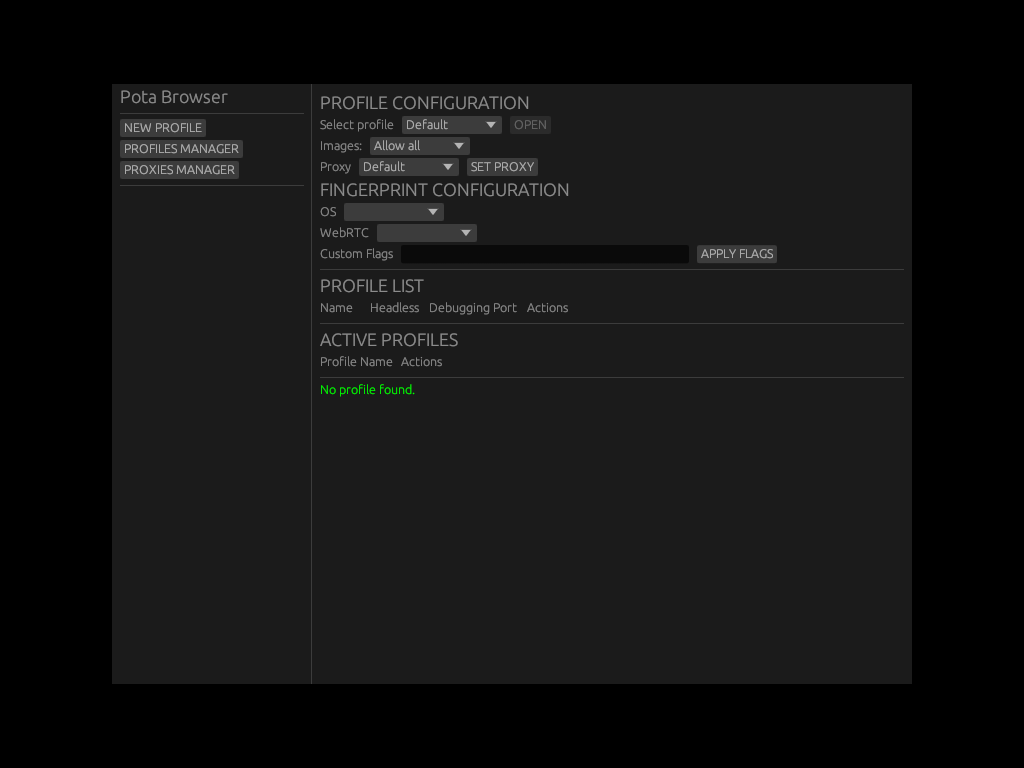 Pota Browser
NEW PROFILE
PROFILES MANAGER
PROXIES MANAGER
PROFILE CONFIGURATION
Select profile Default OPEN
Images: Allow all
Proxy Default SET PROXY
FINGERPRINT CONFIGURATION
OS
WebRTC
Custom Flags APPLY FLAGS
PROFILE LIST
Name Headless Debugging Port Actions
ACTIVE PROFILES
Profile Name Actions
No profile found.